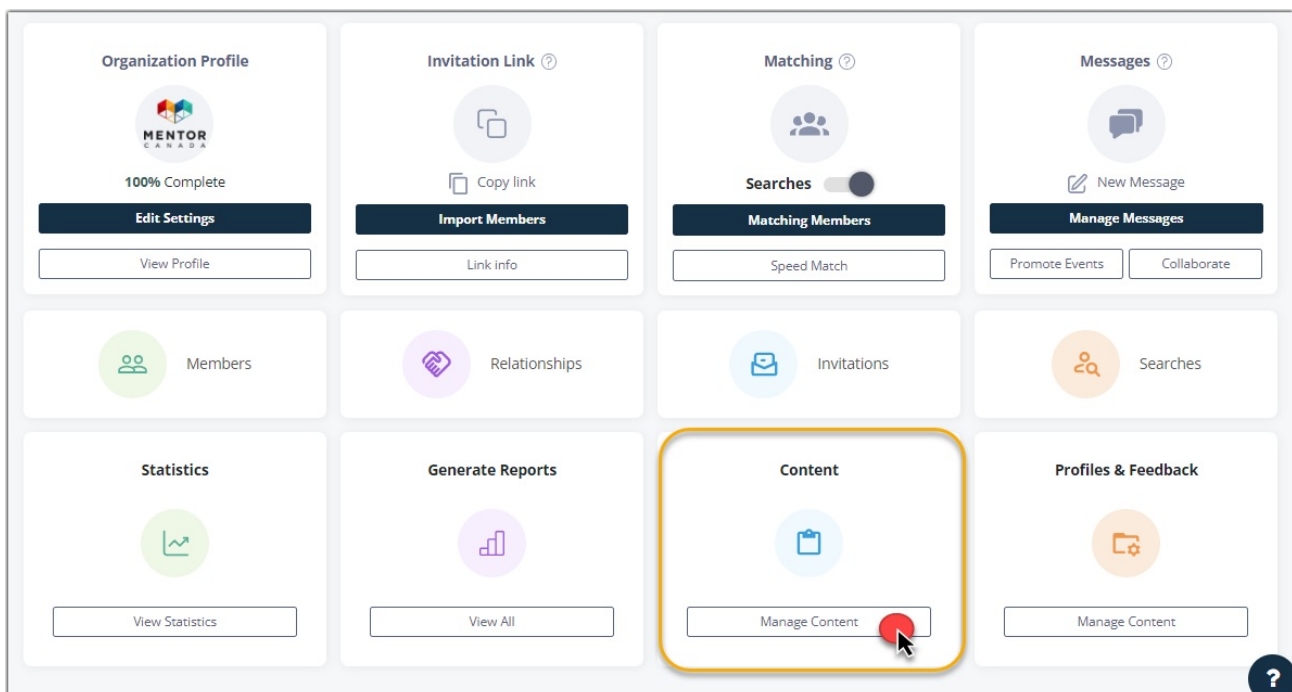 Organization Profile
Invitation Link ?
Matching ?
Messages ?
MENTOR
CANADA
100% Complete
Copy link
Searches
New Message
Edit Settings
Import Members
Matching Members
Manage Messages
View Profile
Link info
Speed Match
Promote Events
Collaborate
Members
Relationships
Invitations
Searches
Statistics
Generate Reports
Content
Profiles & Feedback
View Statistics
View All
Manage Content
Manage Content
?